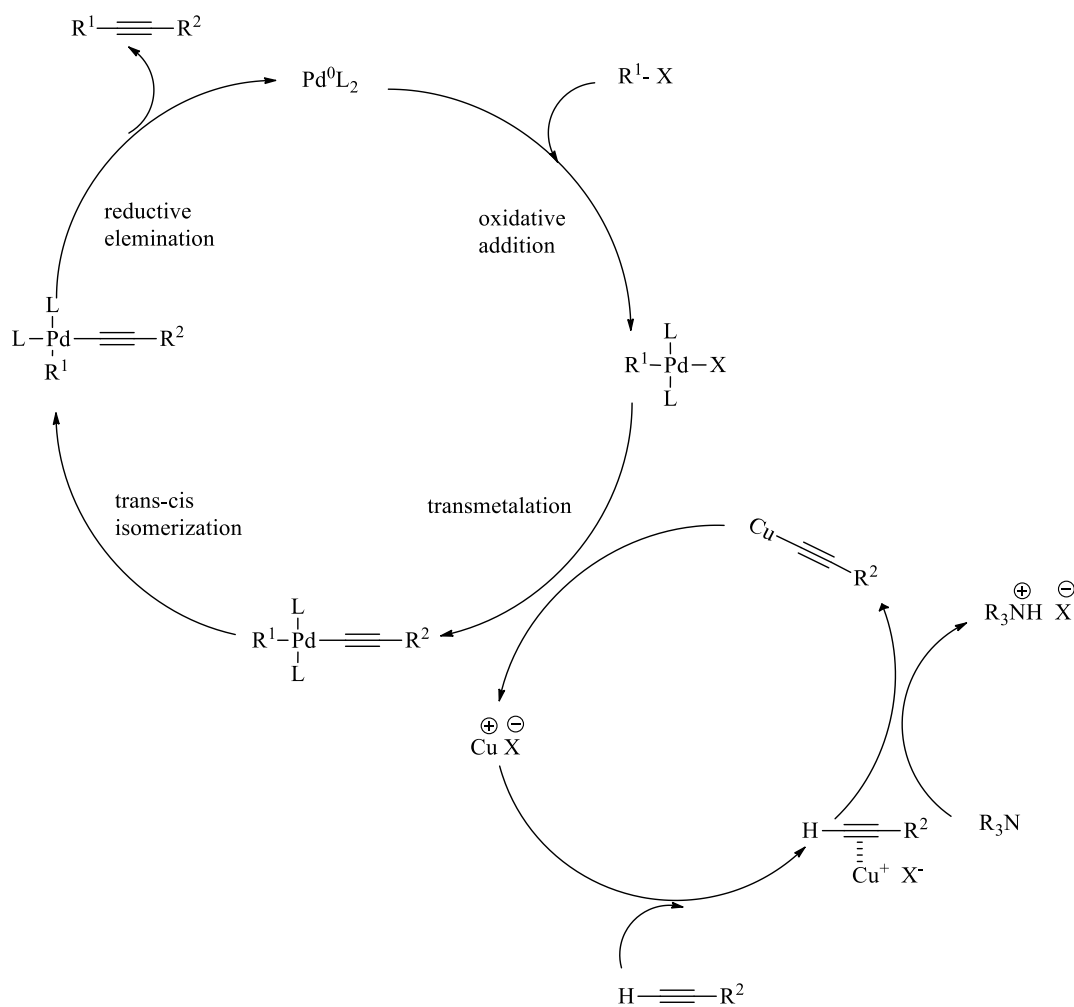 R¹ R²
Pd⁰L₂
R¹- X
reductive
elemination
oxidative
addition
L
L Pd R²
R¹
L
R¹ Pd X
L
trans-cis
isomerization
transmetalation
Cu
R²
R₃NH⊕ X⊖
L
R¹ Pd R²
L
Cu⊕ X⊖
H R²
Cu⁺ X⁻
R₃N
H R²